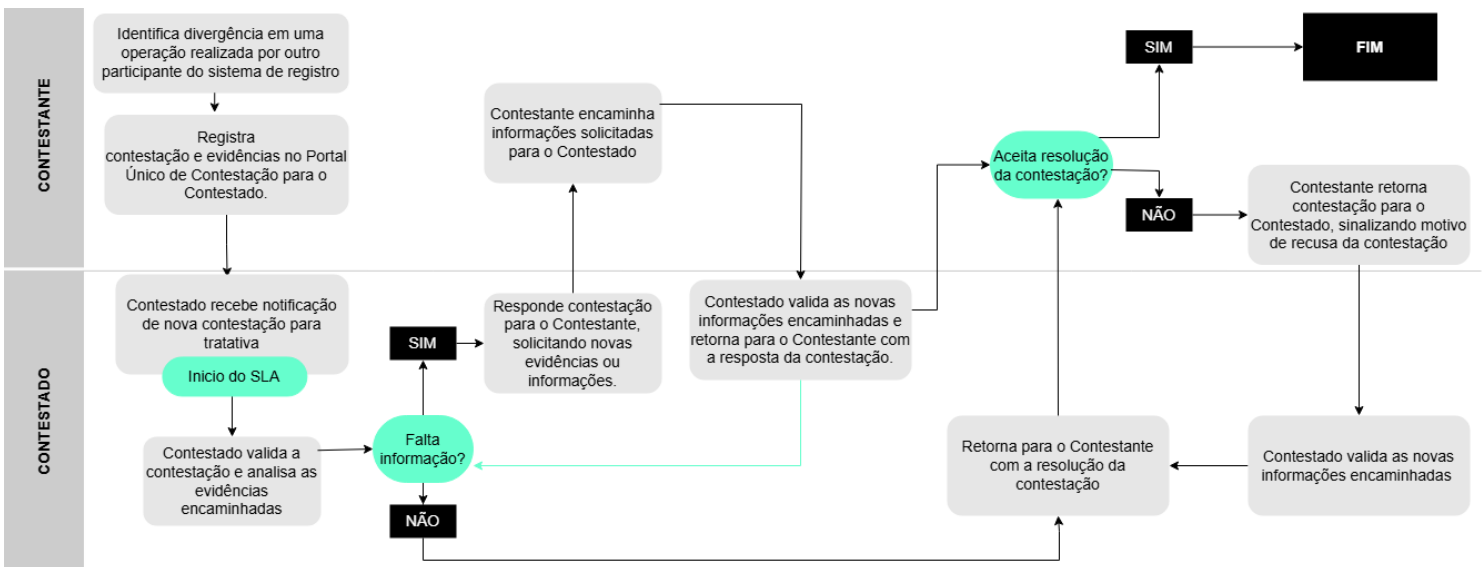 CONTESTANTE
Identifica divergência em uma
operação realizada por outro
participante do sistema de registro
Registra
contestação e evidências no Portal
Único de Contestação para o
Contestado.
Contestante encaminha
informações solicitadas
para o Contestado
Aceita resolução
da contestação?
SIM
FIM
NÃO
Contestante retorna
contestação para o
Contestado, sinalizando motivo
de recusa da contestação
CONTESTADO
Contestado recebe notificação
de nova contestação para
tratativa
Inicio do SLA
Contestado valida a
contestação e analisa as
evidências
encaminhadas
Falta
informação?
SIM
NÃO
Responde contestação
para o Contestante,
solicitando novas
evidências ou
informações.
Contestado valida as novas
informações encaminhadas e
retorna para o Contestante com
a resposta da contestação.
Retorna para o Contestante
com a resolução da
contestação
Contestado valida as novas
informações encaminhadas